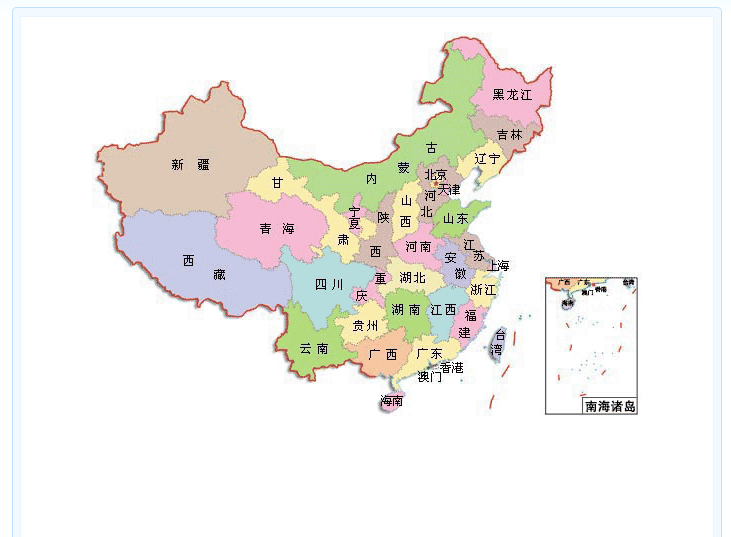 黑龙江
吉林
辽宁
内蒙古
新疆
甘肃
北京
天津
河北
山西
宁夏
陕西
山东
青海
河南
江苏
安徽
上海
西藏
四川
重庆
湖北
浙江
湖南
江西
福建
贵州
云南
广西
广东
台湾
香港
澳门
海南
广西
广东
香港
澳门
台湾
海南
南海诸岛